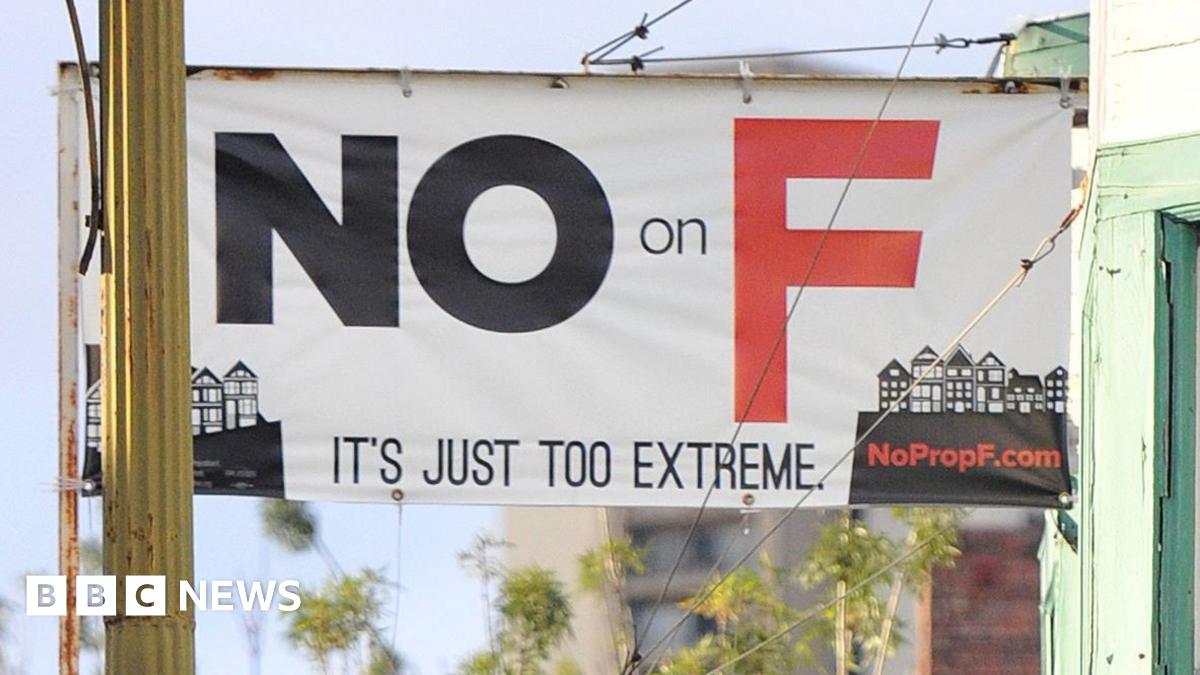 NO on F
IT'S JUST TOO EXTREME.
NoPropF.com
BBC NEWS